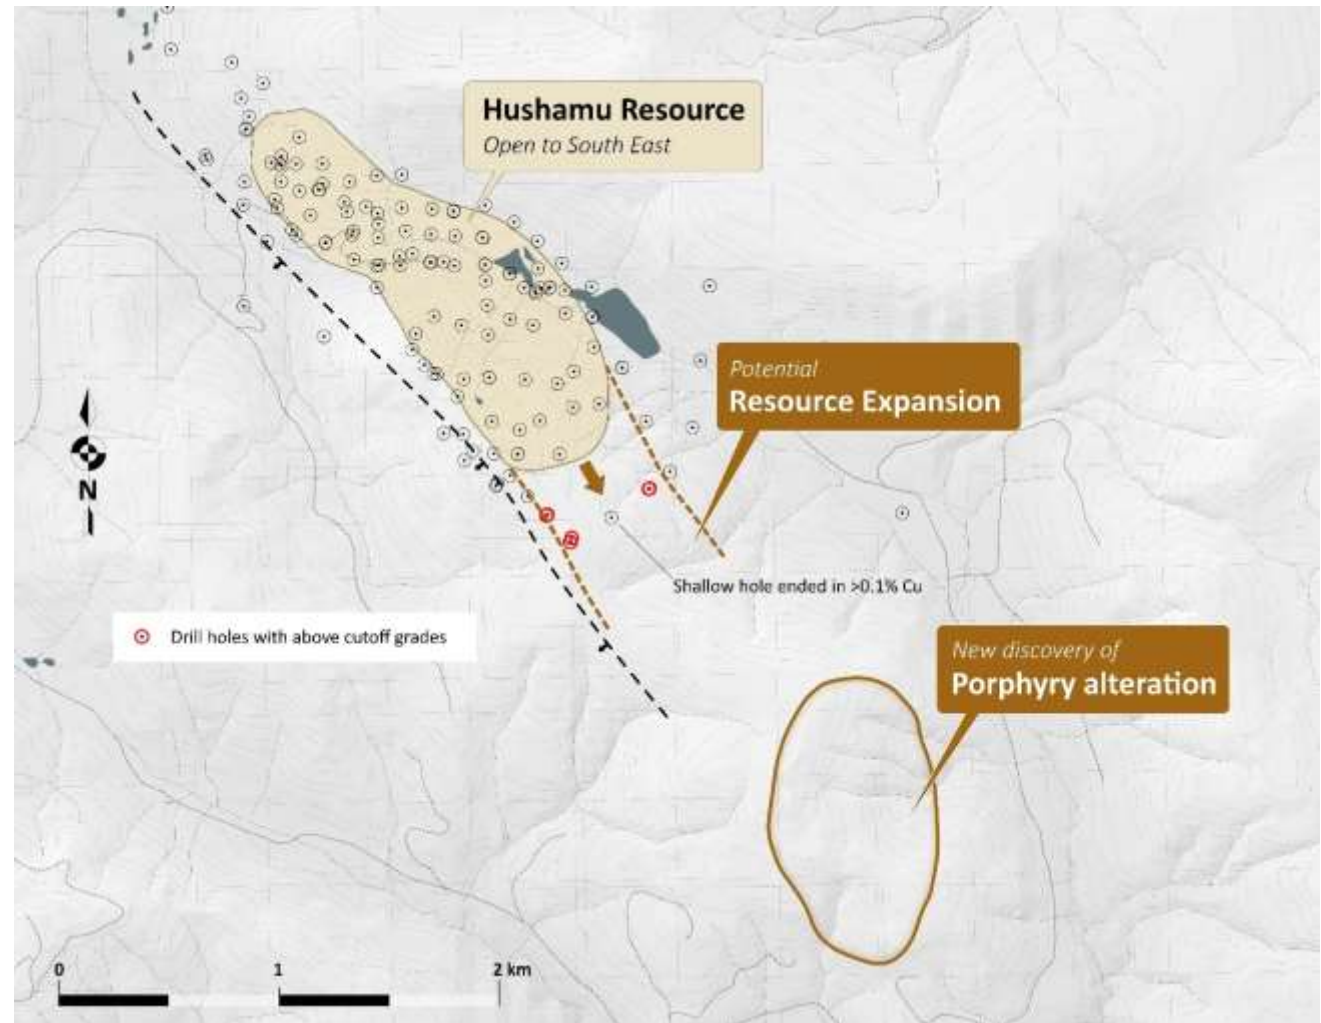 Hushamu Resource
Open to South East
Potential
Resource Expansion
N
Shallow hole ended in >0.1% Cu
Drill holes with above cutoff grades
New discovery of
Porphyry alteration
0 1 2 km